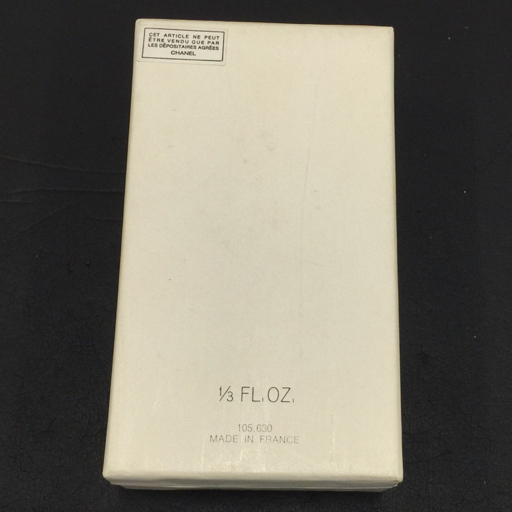 CET ARTICLE NE PEUT
ÊTRE VENDU QUE PAR
LES DÉPOSITAIRES AGRÉÉS
CHANEL
1/3 FL. OZ.
105.630
MADE IN FRANCE